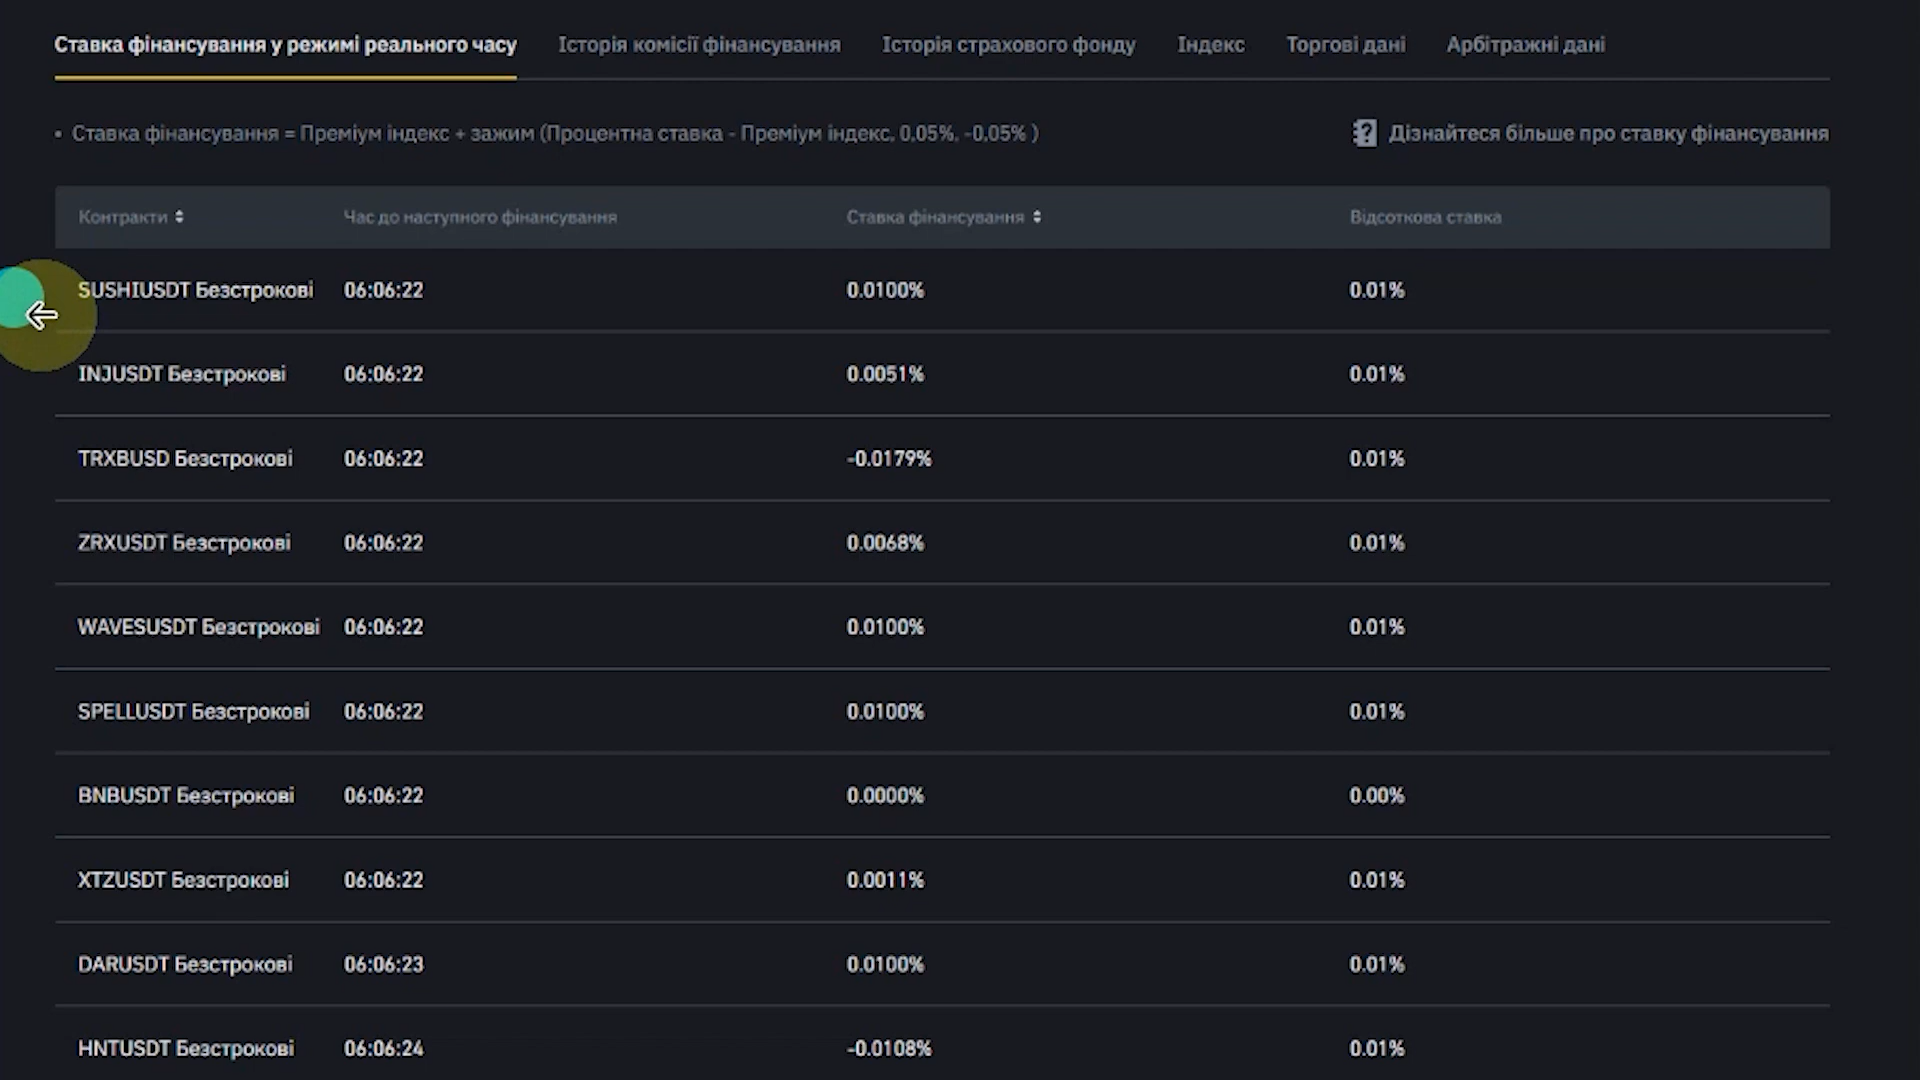 Ставка фінансування у режимі реального часу Історія комісії фінансування Історія страхового фонду Індекс Торгові дані Арбітражні дані
• Ставка фінансування = Преміум індекс + зажим (Процентна ставка - Преміум індекс, 0,05%, -0,05% ) Дізнайтеся більше про ставку фінансування
Контракти Час до наступного фінансування Ставка фінансування Відсоткова ставка
SUSHIUSDT Безстрокові 06:06:22 0.0100% 0.01%
INJUSDT Безстрокові 06:06:22 0.0051% 0.01%
TRXBUSD Безстрокові 06:06:22 -0.0179% 0.01%
ZRXUSDT Безстрокові 06:06:22 0.0068% 0.01%
WAVESUSDT Безстрокові 06:06:22 0.0100% 0.01%
SPELLUSDT Безстрокові 06:06:22 0.0100% 0.01%
BNBUSDT Безстрокові 06:06:22 0.0000% 0.00%
XTZUSDT Безстрокові 06:06:22 0.0011% 0.01%
DARUSDT Безстрокові 06:06:23 0.0100% 0.01%
HNTUSDT Безстрокові 06:06:24 -0.0108% 0.01%